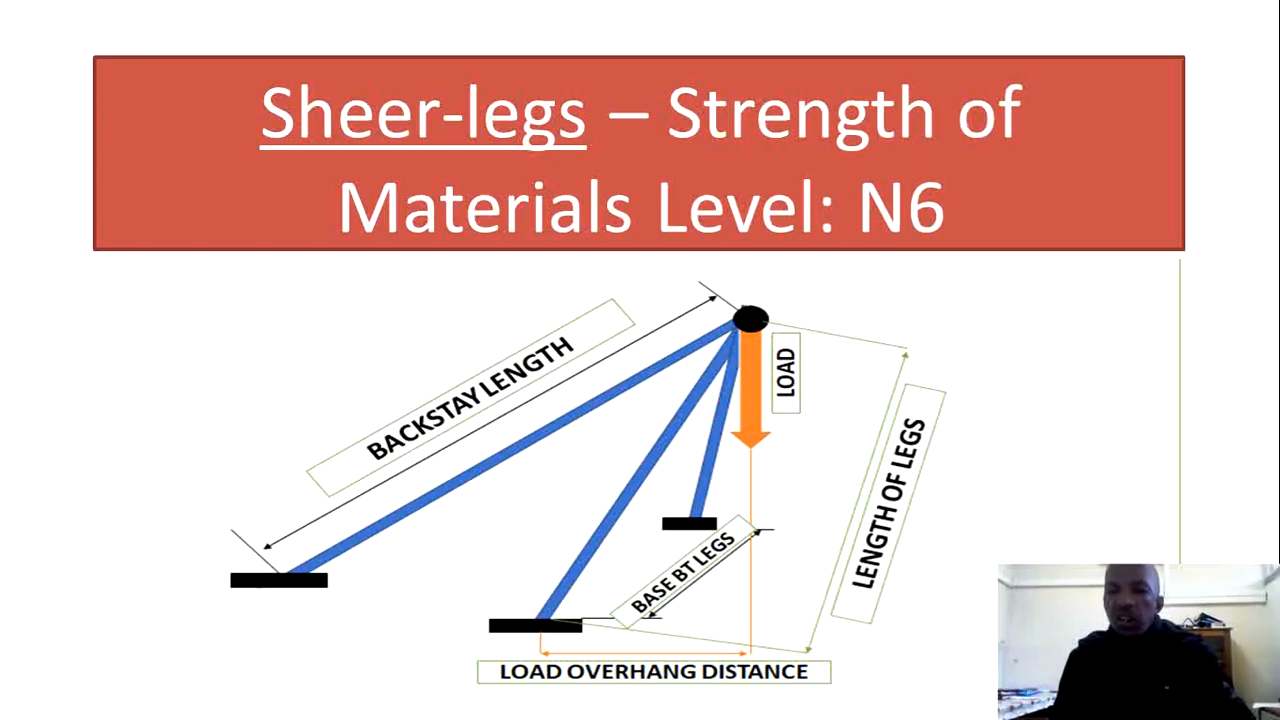 Sheer-legs – Strength of
Materials Level: N6
BACKSTAY LENGTH
LOAD
LENGTH OF LEGS
BASE BT LEGS
LOAD OVERHANG DISTANCE